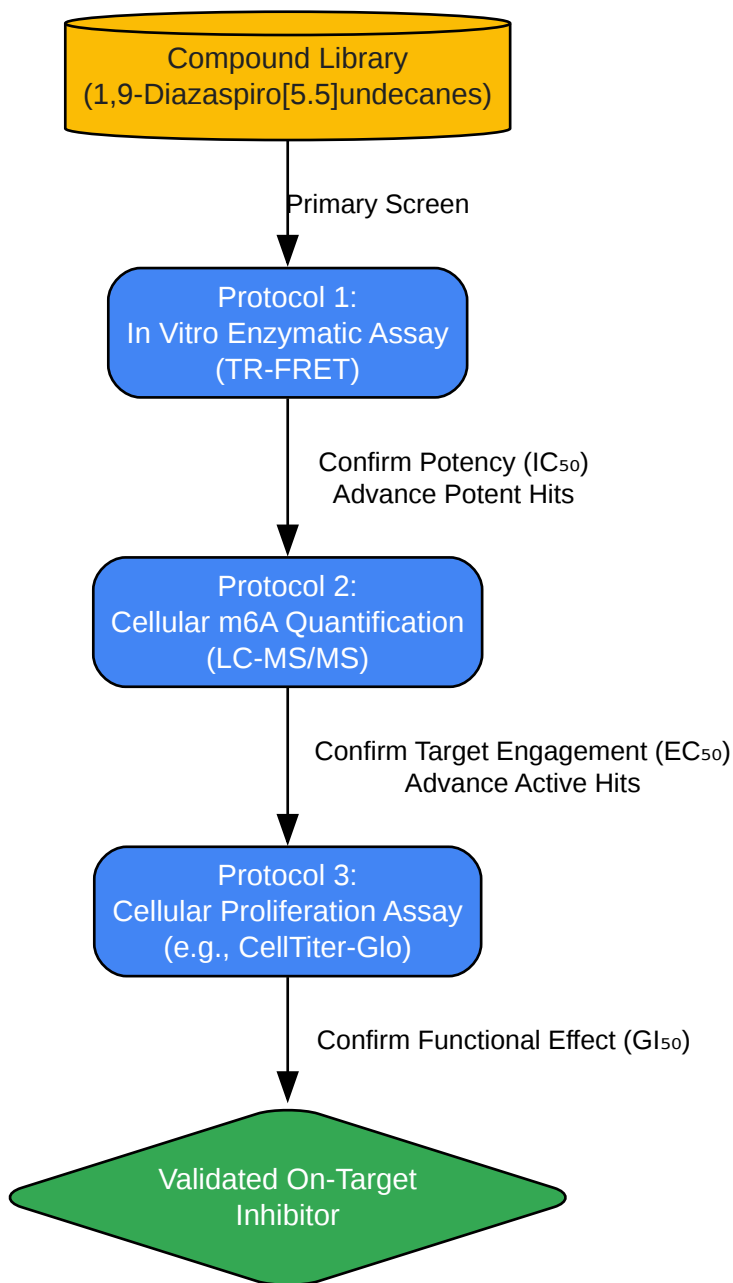 Compound Library
(1,9-Diazaspiro[5.5]undecanes)
Primary Screen
Protocol 1:
In Vitro Enzymatic Assay
(TR-FRET)
Confirm Potency (IC₅₀)
Advance Potent Hits
Protocol 2:
Cellular m6A Quantification
(LC-MS/MS)
Confirm Target Engagement (EC₅₀)
Advance Active Hits
Protocol 3:
Cellular Proliferation Assay
(e.g., CellTiter-Glo)
Confirm Functional Effect (GI₅₀)
Validated On-Target
Inhibitor